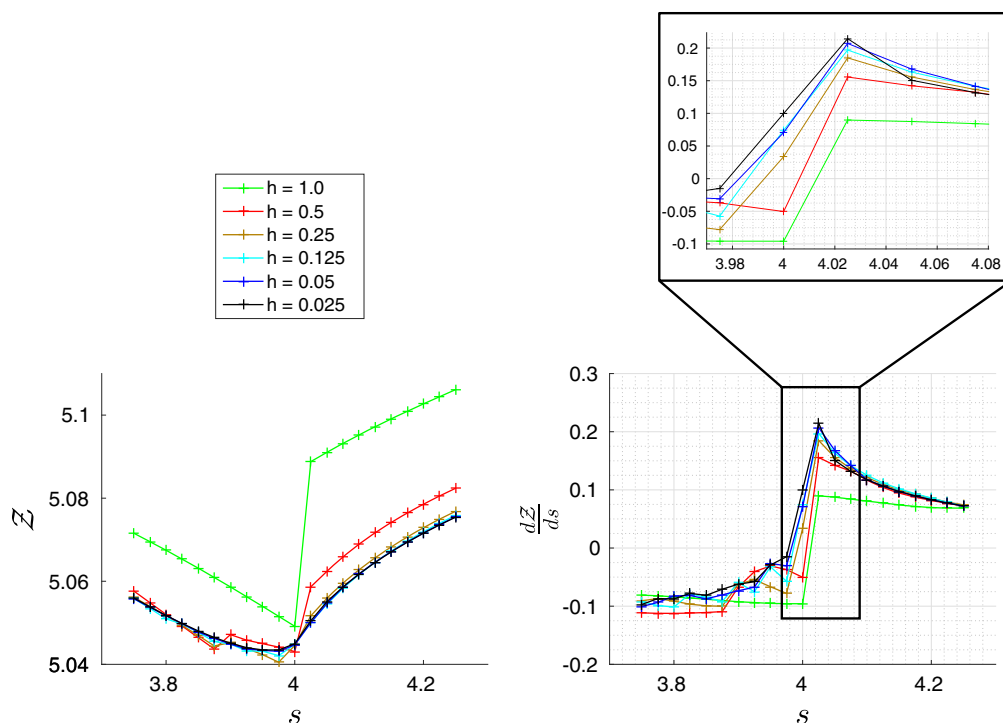 0.2
0.15
0.1
0.05
0
-0.05
-0.1
3.98 4 4.02 4.04 4.06 4.08
h = 1.0
h = 0.5
h = 0.25
h = 0.125
h = 0.05
h = 0.025
5.1
5.08
5.06
5.04
𝒵
3.8 4 4.2
s
0.3
0.2
0.1
0
-0.1
-0.2
d𝒵
ds
3.8 4 4.2
s